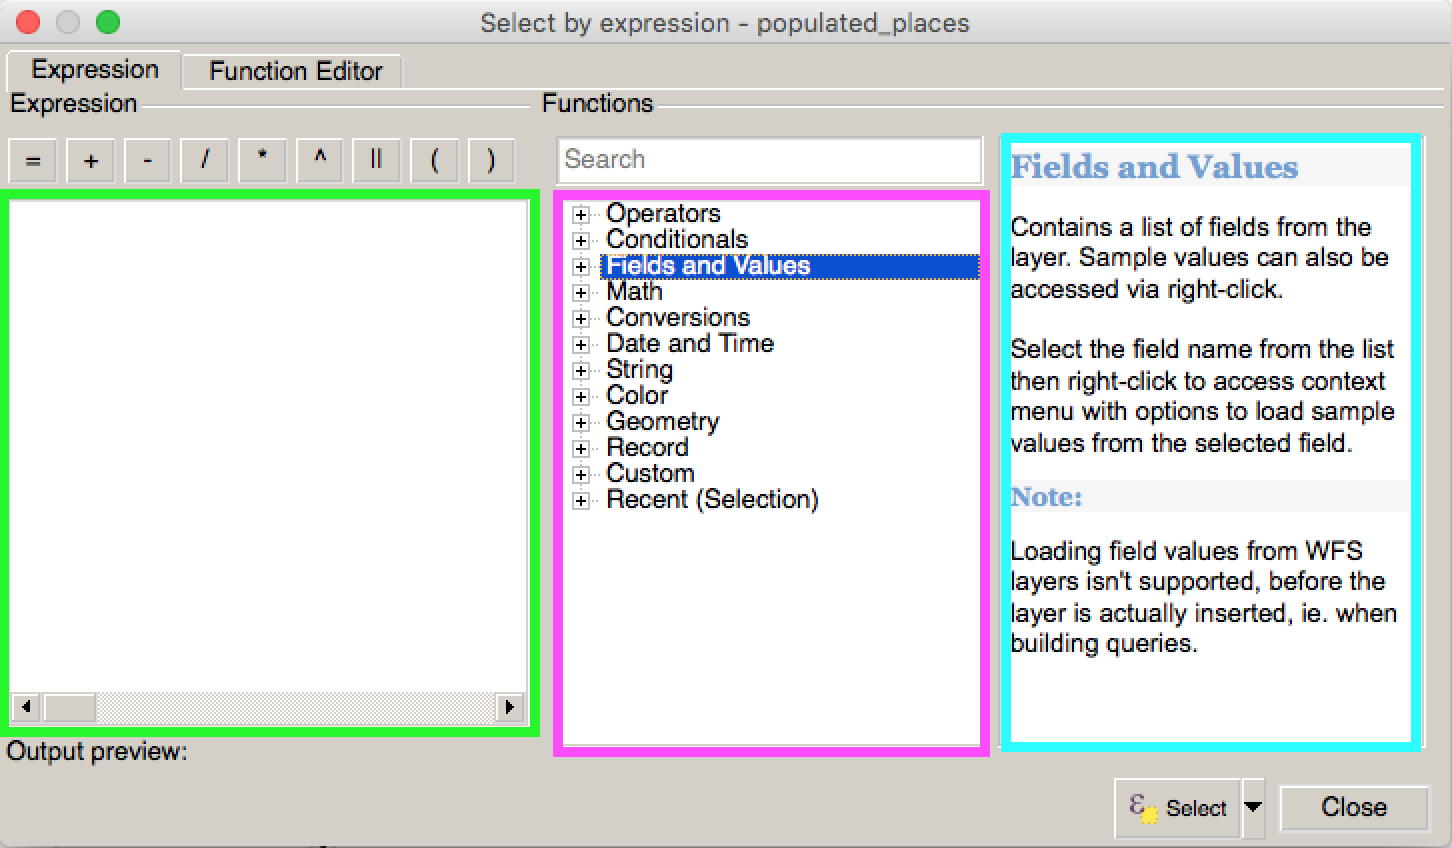 Select by expression - populated_places
Expression
Function Editor
Expression
Functions
= + - / * ^ || ( )
Search
Operators
Conditionals
Fields and Values
Math
Conversions
Date and Time
String
Color
Geometry
Record
Custom
Recent (Selection)
Fields and Values
Contains a list of fields from the
layer. Sample values can also be
accessed via right-click.
Select the field name from the list
then right-click to access context
menu with options to load sample
values from the selected field.
Note:
Loading field values from WFS
layers isn't supported, before the
layer is actually inserted, ie. when
building queries.
Output preview:
ε Select
Close